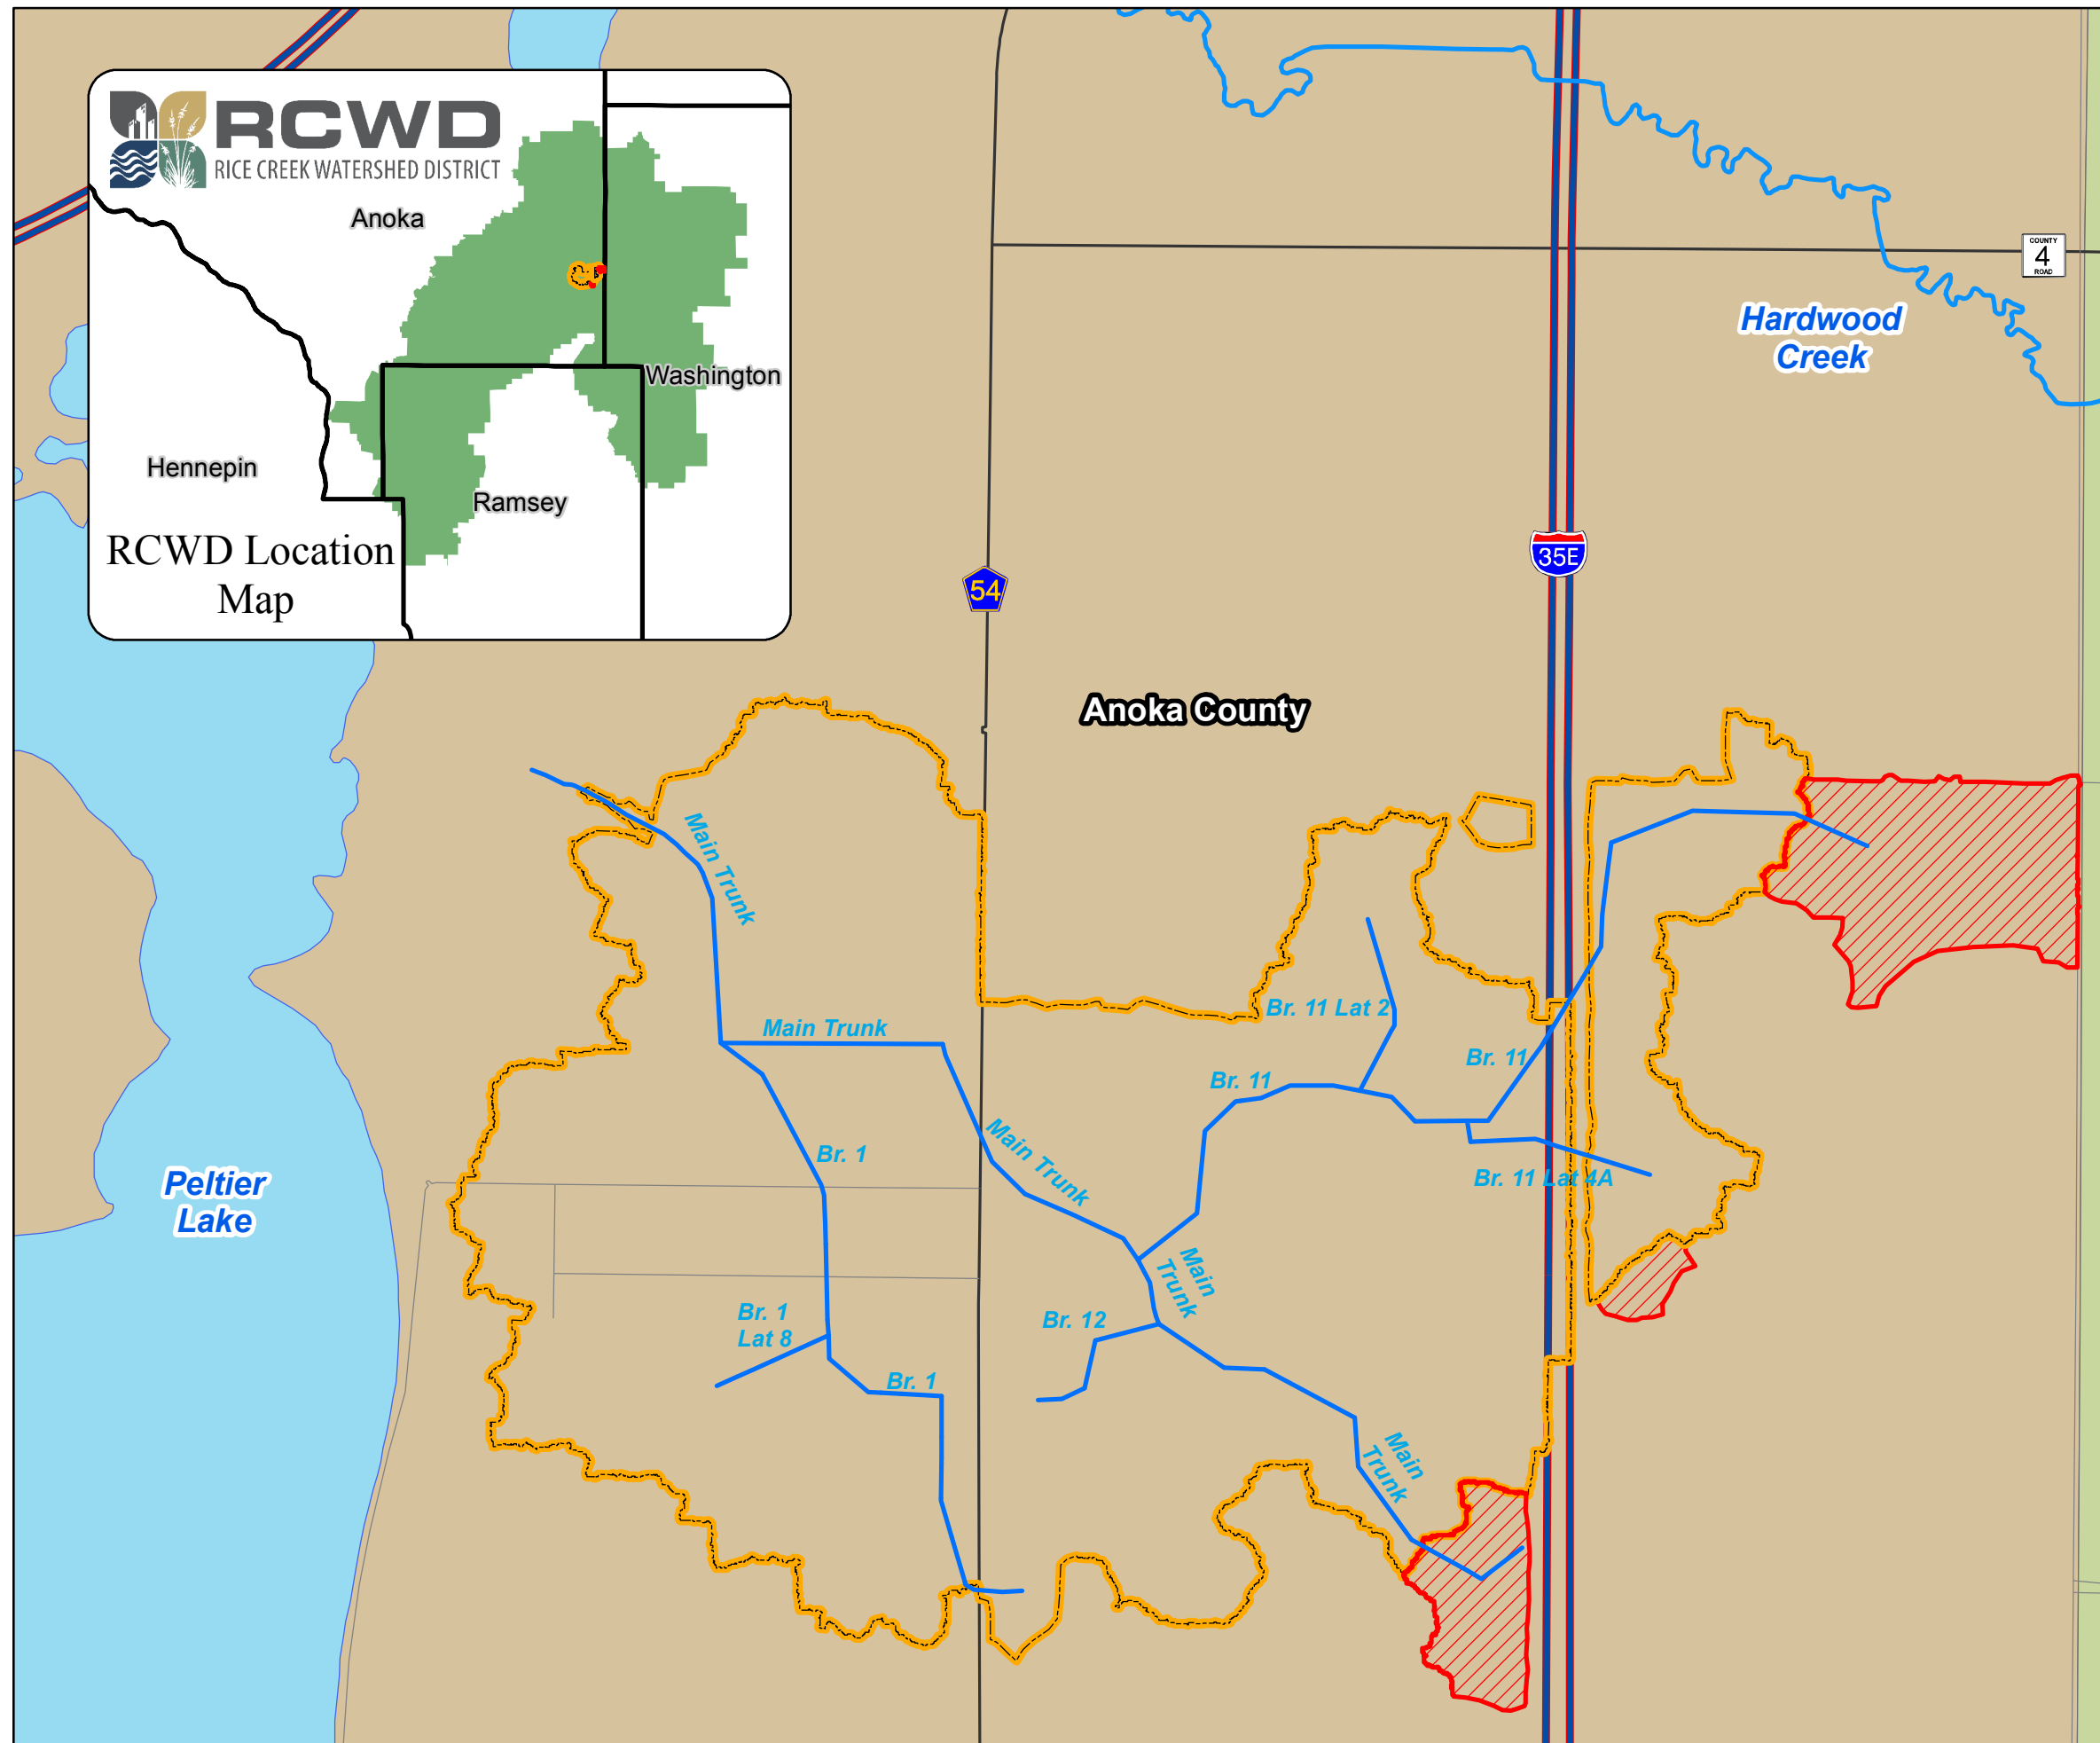 RCWD
RICE CREEK WATERSHED DISTRICT
Anoka
Washington
Hennepin
Ramsey
RCWD Location
Map
COUNTY
4
ROAD
Hardwood
Creek
35E
54
Anoka County
Main Trunk
Main Trunk
Br. 11 Lat 2
Br. 11
Br. 11
Main Trunk
Br. 1
Br. 11 Lat 4A
Peltier
Lake
Main
Trunk
Br. 1
Lat 8
Br. 12
Br. 1
Main
Trunk